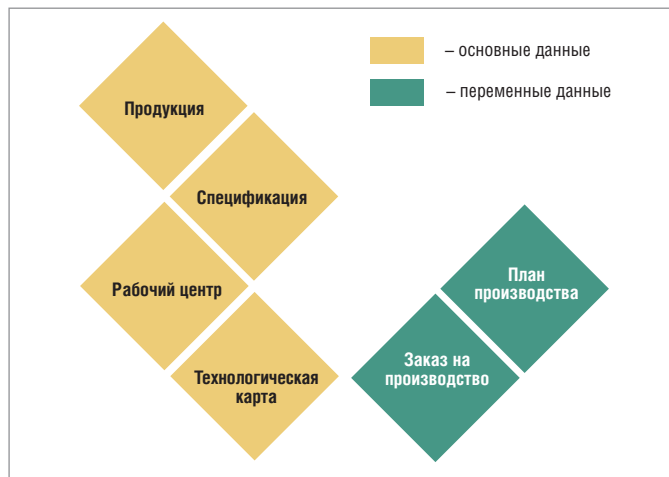 – основные данные
– переменные данные
Продукция
Спецификация
Рабочий центр
Технологическая
карта
План
производства
Заказ на
производство